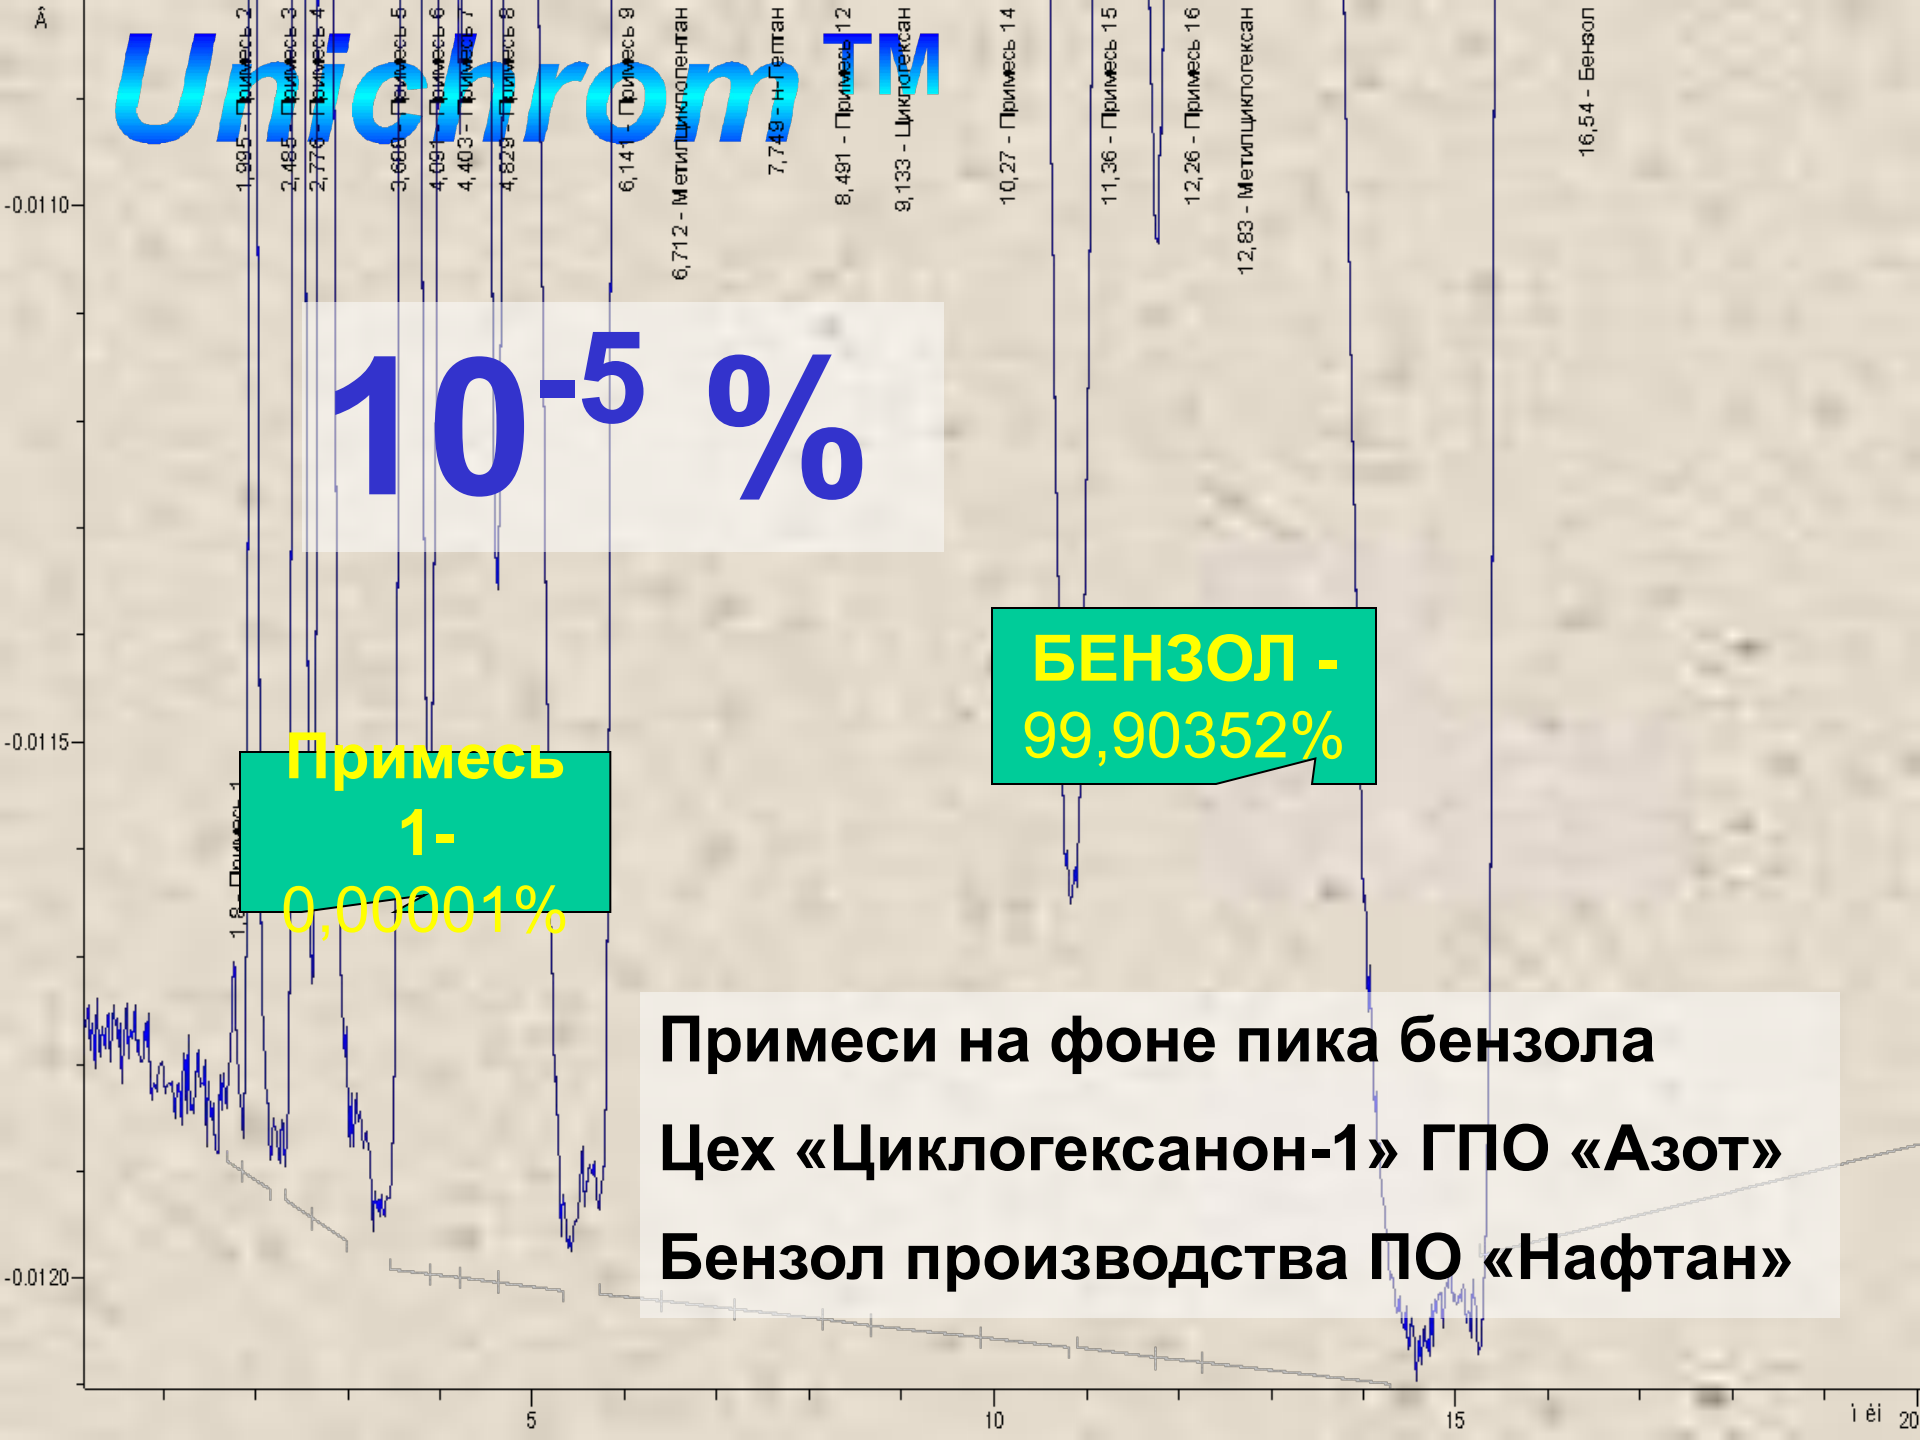 Unichrom™
1,995 - Примесь 2
2,485 - Примесь 3
2,776 - Примесь 4
3,608 - Примесь 5
4,091 - Примесь 6
4,403 - Примесь 7
4,829 - Примесь 8
6,141 - Примесь 9
6,712 - Метилциклопентан
7,749 - н-Гептан
8,491 - Примесь 12
9,133 - Циклогексан
10,27 - Примесь 14
11,36 - Примесь 15
12,26 - Примесь 16
12,83 - Метилциклогексан
16,54 - Бензол
-0.0110
10⁻⁵ %
БЕНЗОЛ -
99,90352%
-0.0115
Примесь
1-
0,00001%
Примесь 1
Примеси на фоне пика бензола
Цех «Циклогексанон-1» ГПО «Азот»
Бензол производства ПО «Нафтан»
-0.0120
5
10
15
20